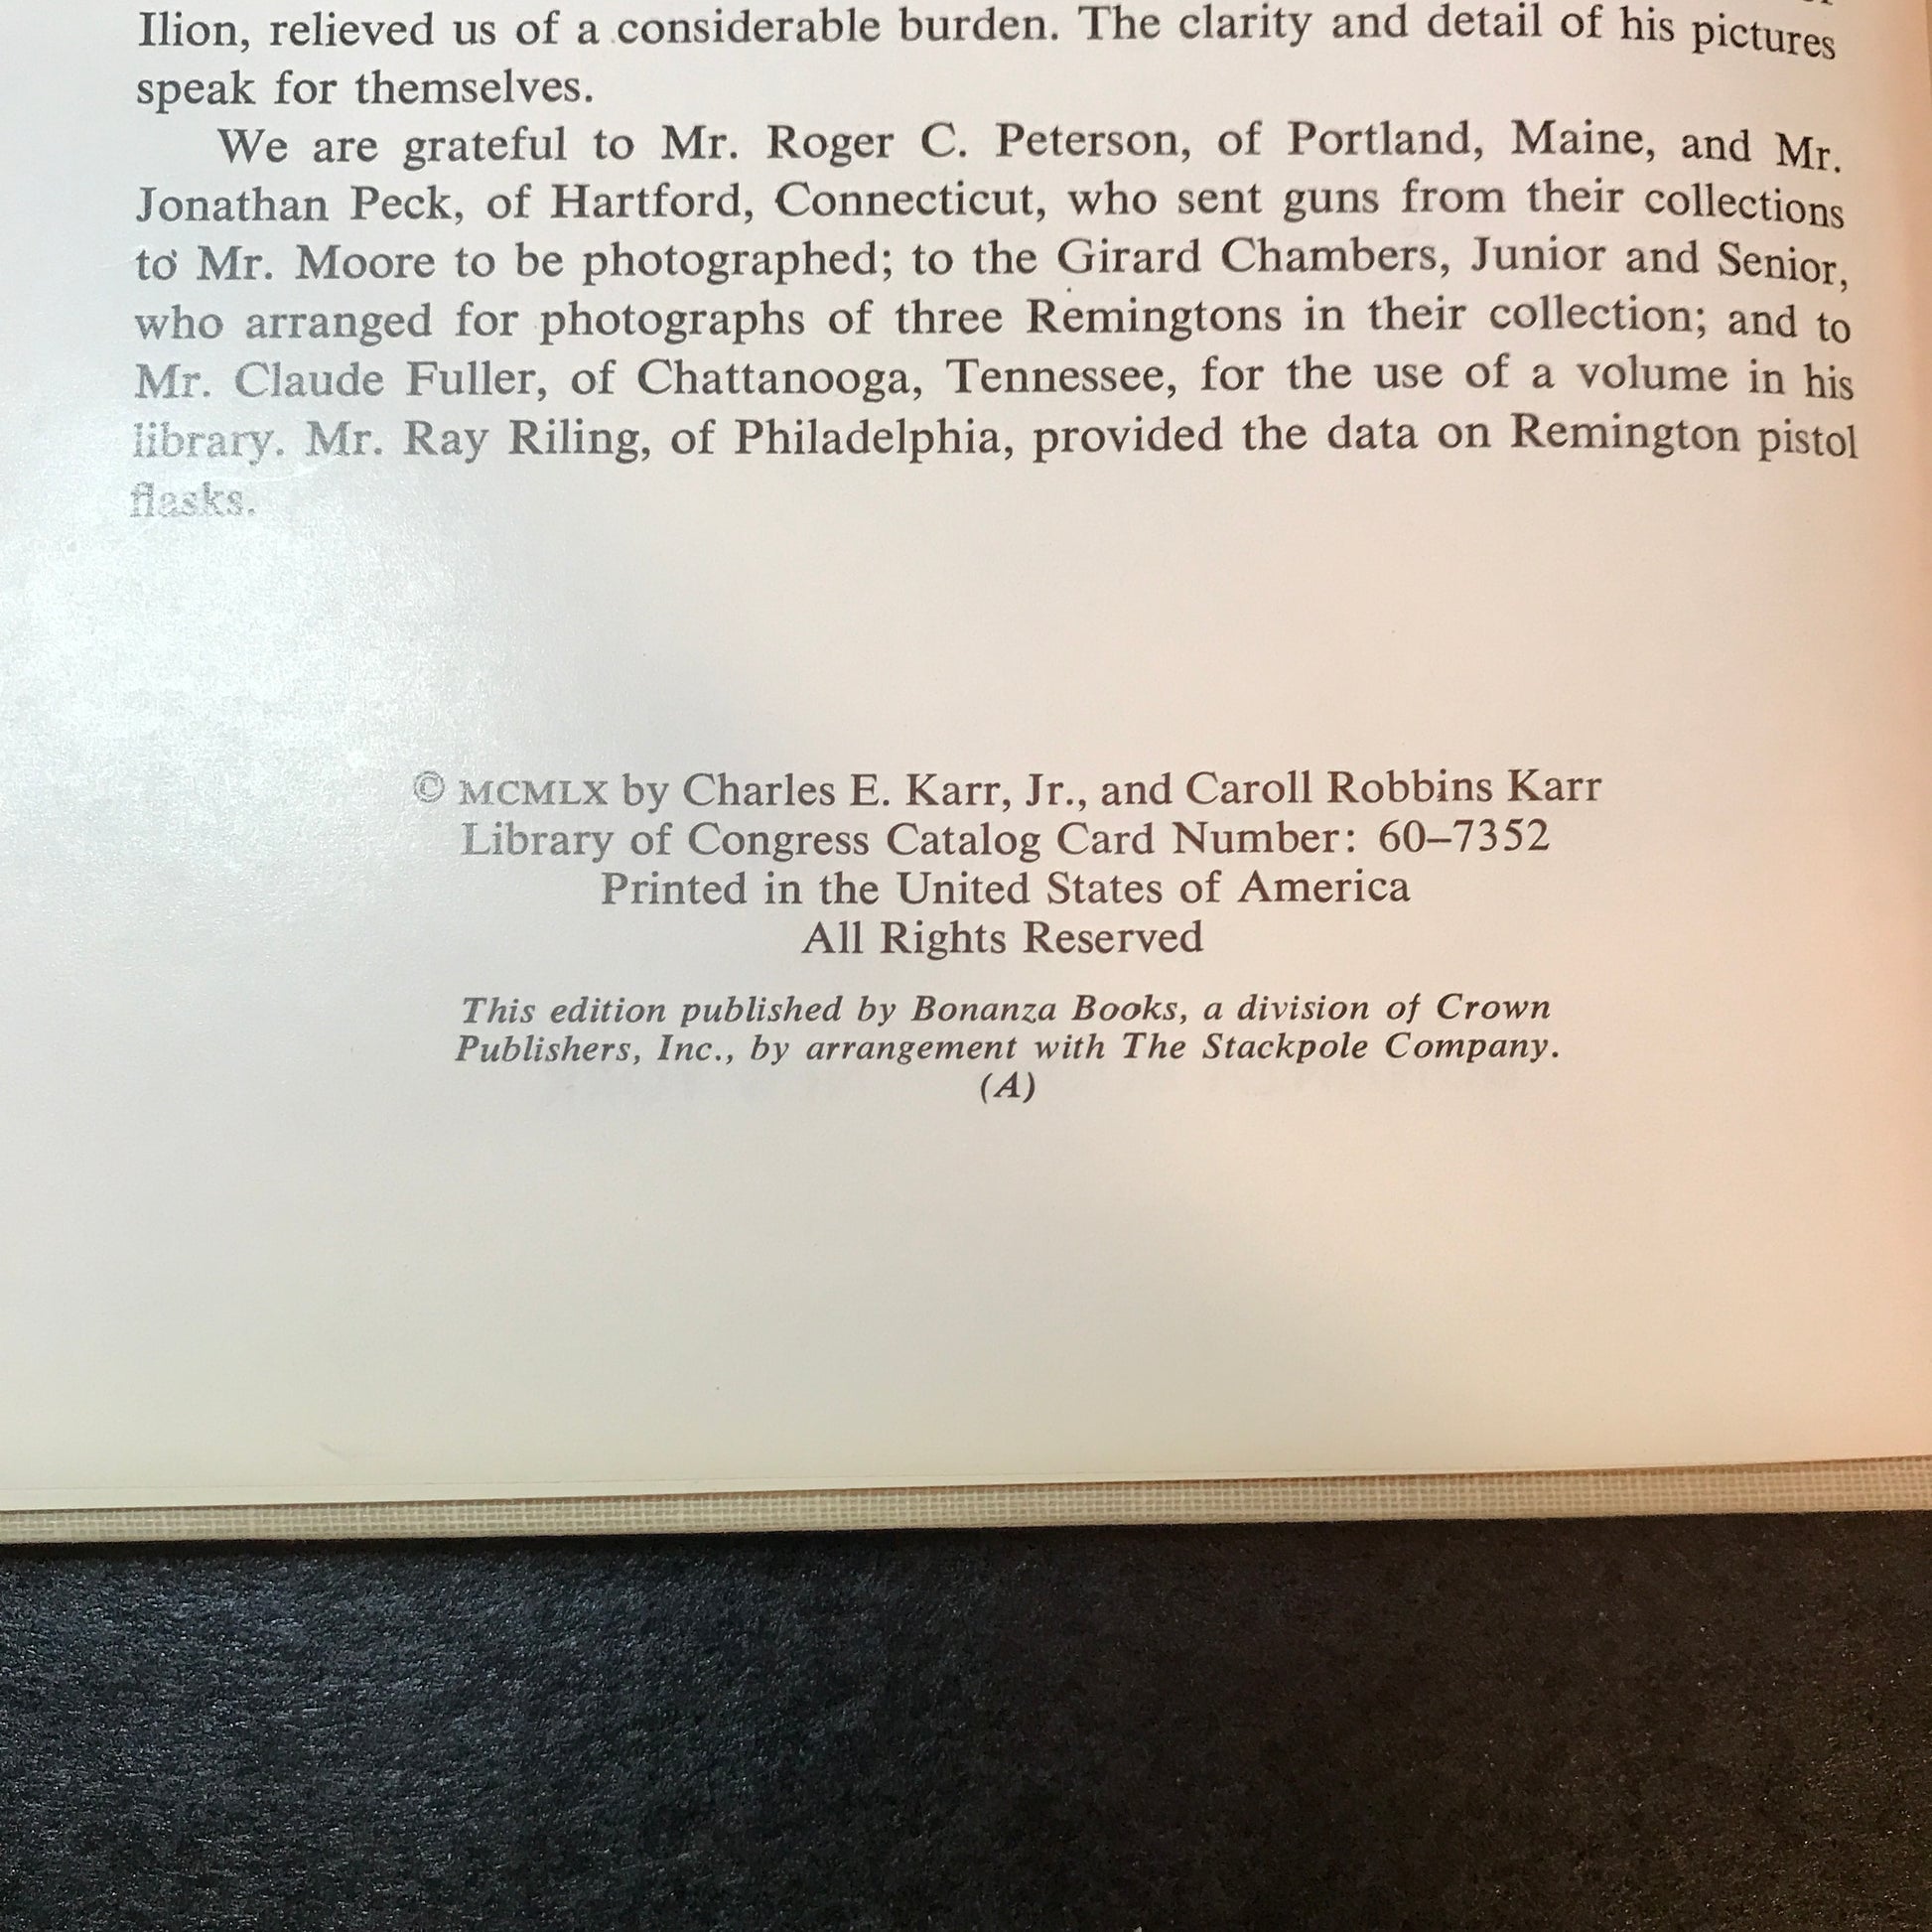 Ilion, relieved us of a considerable burden. The clarity and detail of his pictures
speak for themselves.
We are grateful to Mr. Roger C. Peterson, of Portland, Maine, and Mr.
Jonathan Peck, of Hartford, Connecticut, who sent guns from their collections
to Mr. Moore to be photographed; to the Girard Chambers, Junior and Senior,
who arranged for photographs of three Remingtons in their collection; and to
Mr. Claude Fuller, of Chattanooga, Tennessee, for the use of a volume in his
library. Mr. Ray Riling, of Philadelphia, provided the data on Remington pistol
flasks.
© MCMLX by Charles E. Karr, Jr., and Caroll Robbins Karr
Library of Congress Catalog Card Number: 60–7352
Printed in the United States of America
All Rights Reserved
This edition published by Bonanza Books, a division of Crown
Publishers, Inc., by arrangement with The Stackpole Company.
(A)